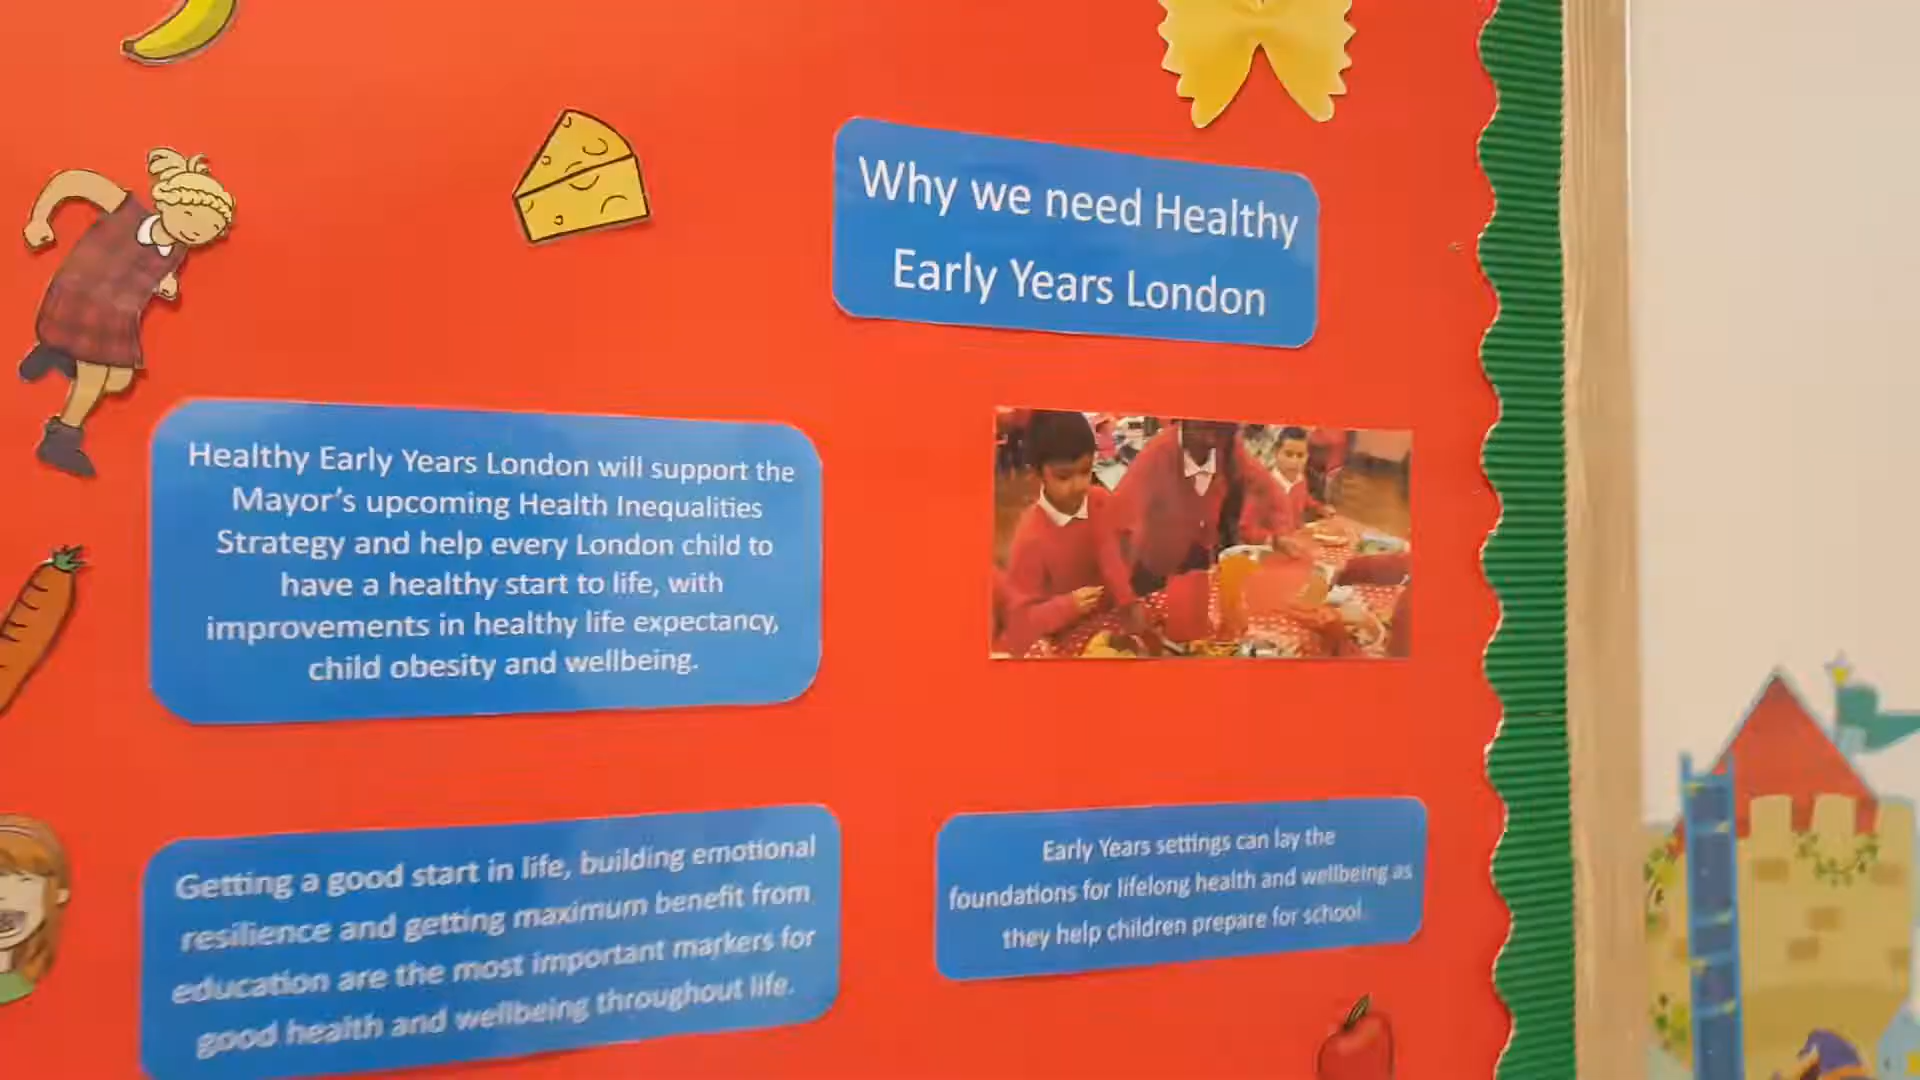 Why we need Healthy
Early Years London
Healthy Early Years London will support the
Mayor's upcoming Health Inequalities
Strategy and help every London child to
have a healthy start to life, with
improvements in healthy life expectancy,
child obesity and wellbeing.
Getting a good start in life, building emotional
resilience and getting maximum benefit from
education are the most important markers for
good health and wellbeing throughout life.
Early Years settings can lay the
foundations for lifelong health and wellbeing as
they help children prepare for school.